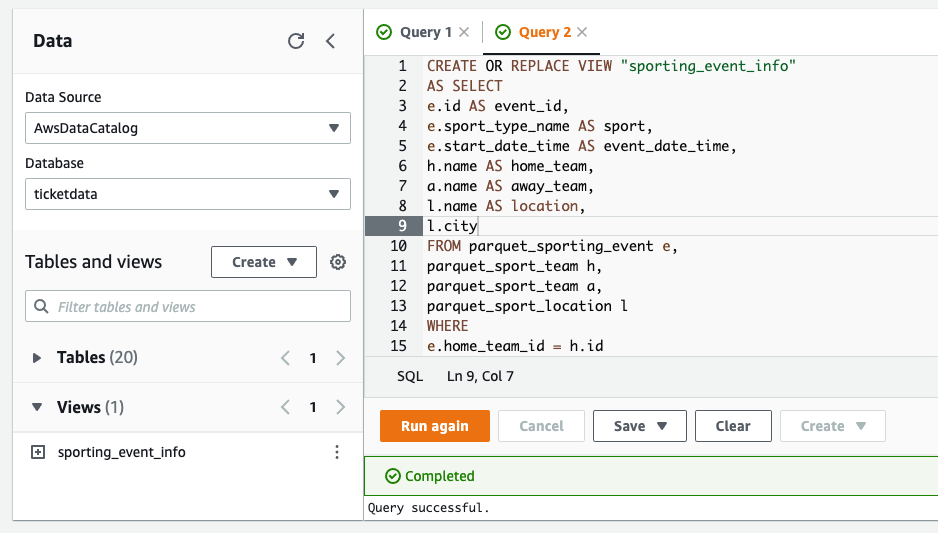 Data
Data Source
AwsDataCatalog
Database
ticketdata
Tables and views
Create
Filter tables and views
Tables (20)
1
Views (1)
1
sporting_event_info
Query 1
Query 2
1 CREATE OR REPLACE VIEW "sporting_event_info"
2 AS SELECT
3 e.id AS event_id,
4 e.sport_type_name AS sport,
5 e.start_date_time AS event_date_time,
6 h.name AS home_team,
7 a.name AS away_team,
8 l.name AS location,
9 l.city
10 FROM parquet_sporting_event e,
11 parquet_sport_team h,
12 parquet_sport_team a,
13 parquet_sport_location l
14 WHERE
15 e.home_team_id = h.id
SQL Ln 9, Col 7
Run again Cancel Save Clear Create
Completed
Query successful.